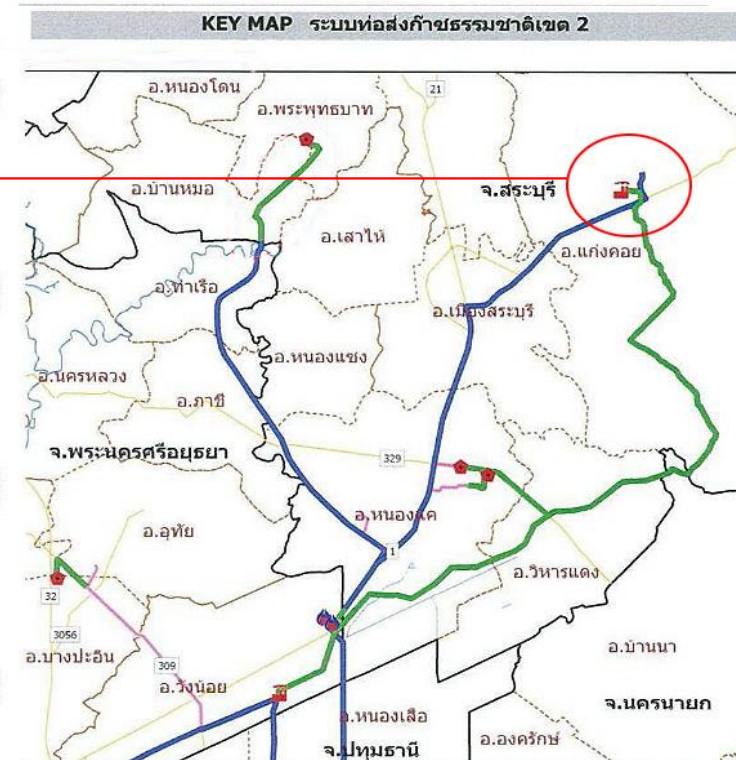 KEY MAP ระบบท่อส่งก๊าซธรรมชาติเขต 2
อ.หนองโดน
21
อ.พระพุทธบาท
อ.บ้านหมอ
จ.สระบุรี
อ.เสาไห้
อ.แก่งคอย
อ.ท่าเรือ
อ.เมืองสระบุรี
อ.หนองแซง
อ.นครหลวง
อ.ภาชี
จ.พระนครศรีอยุธยา
329
อ.หนองแค
อ.อุทัย
1
อ.วิหารแดง
32
3056
อ.บางปะอิน
309
อ.บ้านนา
อ.วังน้อย
จ.นครนายก
อ.หนองเสือ
อ.องครักษ์
จ.ปทุมธานี